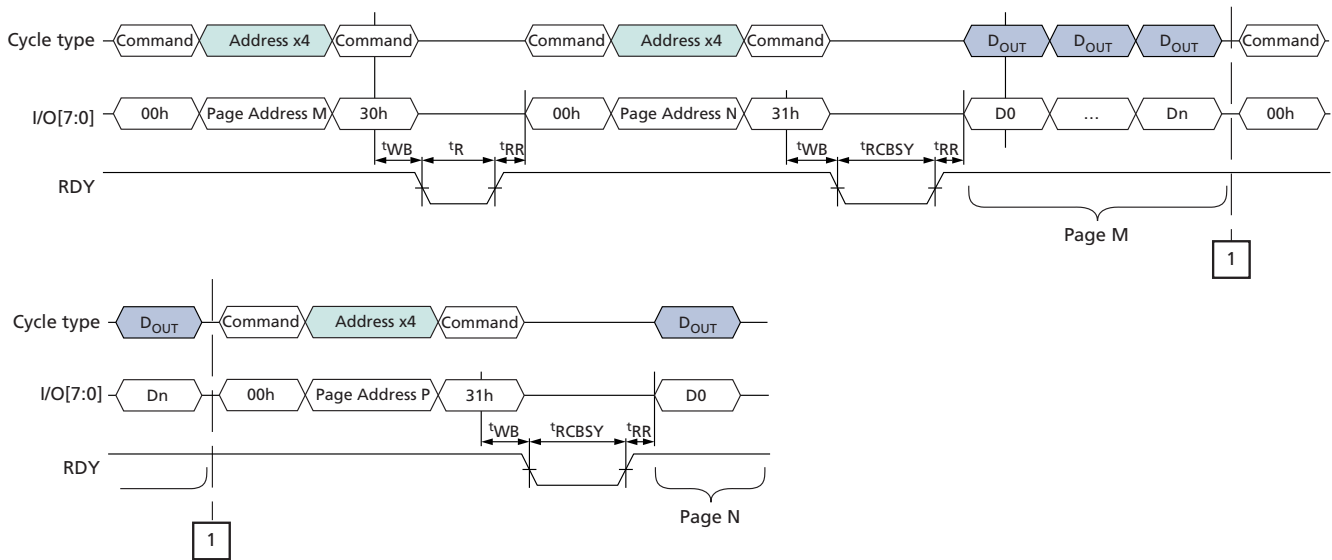 Cycle type Command Address x4 Command Command Address x4 Command DOUT DOUT DOUT Command
I/O[7:0] 00h Page Address M 30h 00h Page Address N 31h D0 … Dn 00h
tWB tR tRR tWB tRCBSY tRR
RDY
Page M
1
Cycle type DOUT Command Address x4 Command DOUT
I/O[7:0] Dn 00h Page Address P 31h D0
tWB tRCBSY tRR
RDY
Page N
1